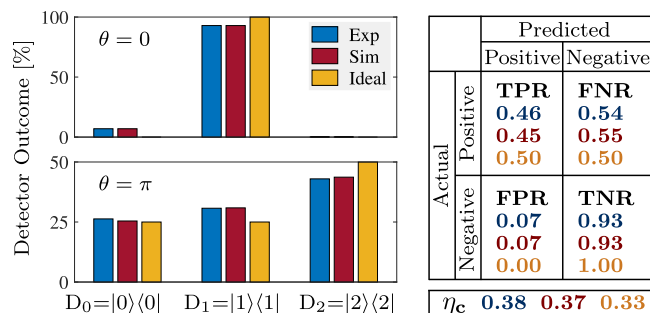 Detector Outcome [%]
100
50
0
θ = 0
Exp
Sim
Ideal
50
25
0
θ = π
D₀=|0⟩⟨0| D₁=|1⟩⟨1| D₂=|2⟩⟨2|
Predicted
Positive Negative
Actual
Positive
TPR FNR
0.46 0.54
0.45 0.55
0.50 0.50
Negative
FPR TNR
0.07 0.93
0.07 0.93
0.00 1.00
η_c 0.38 0.37 0.33